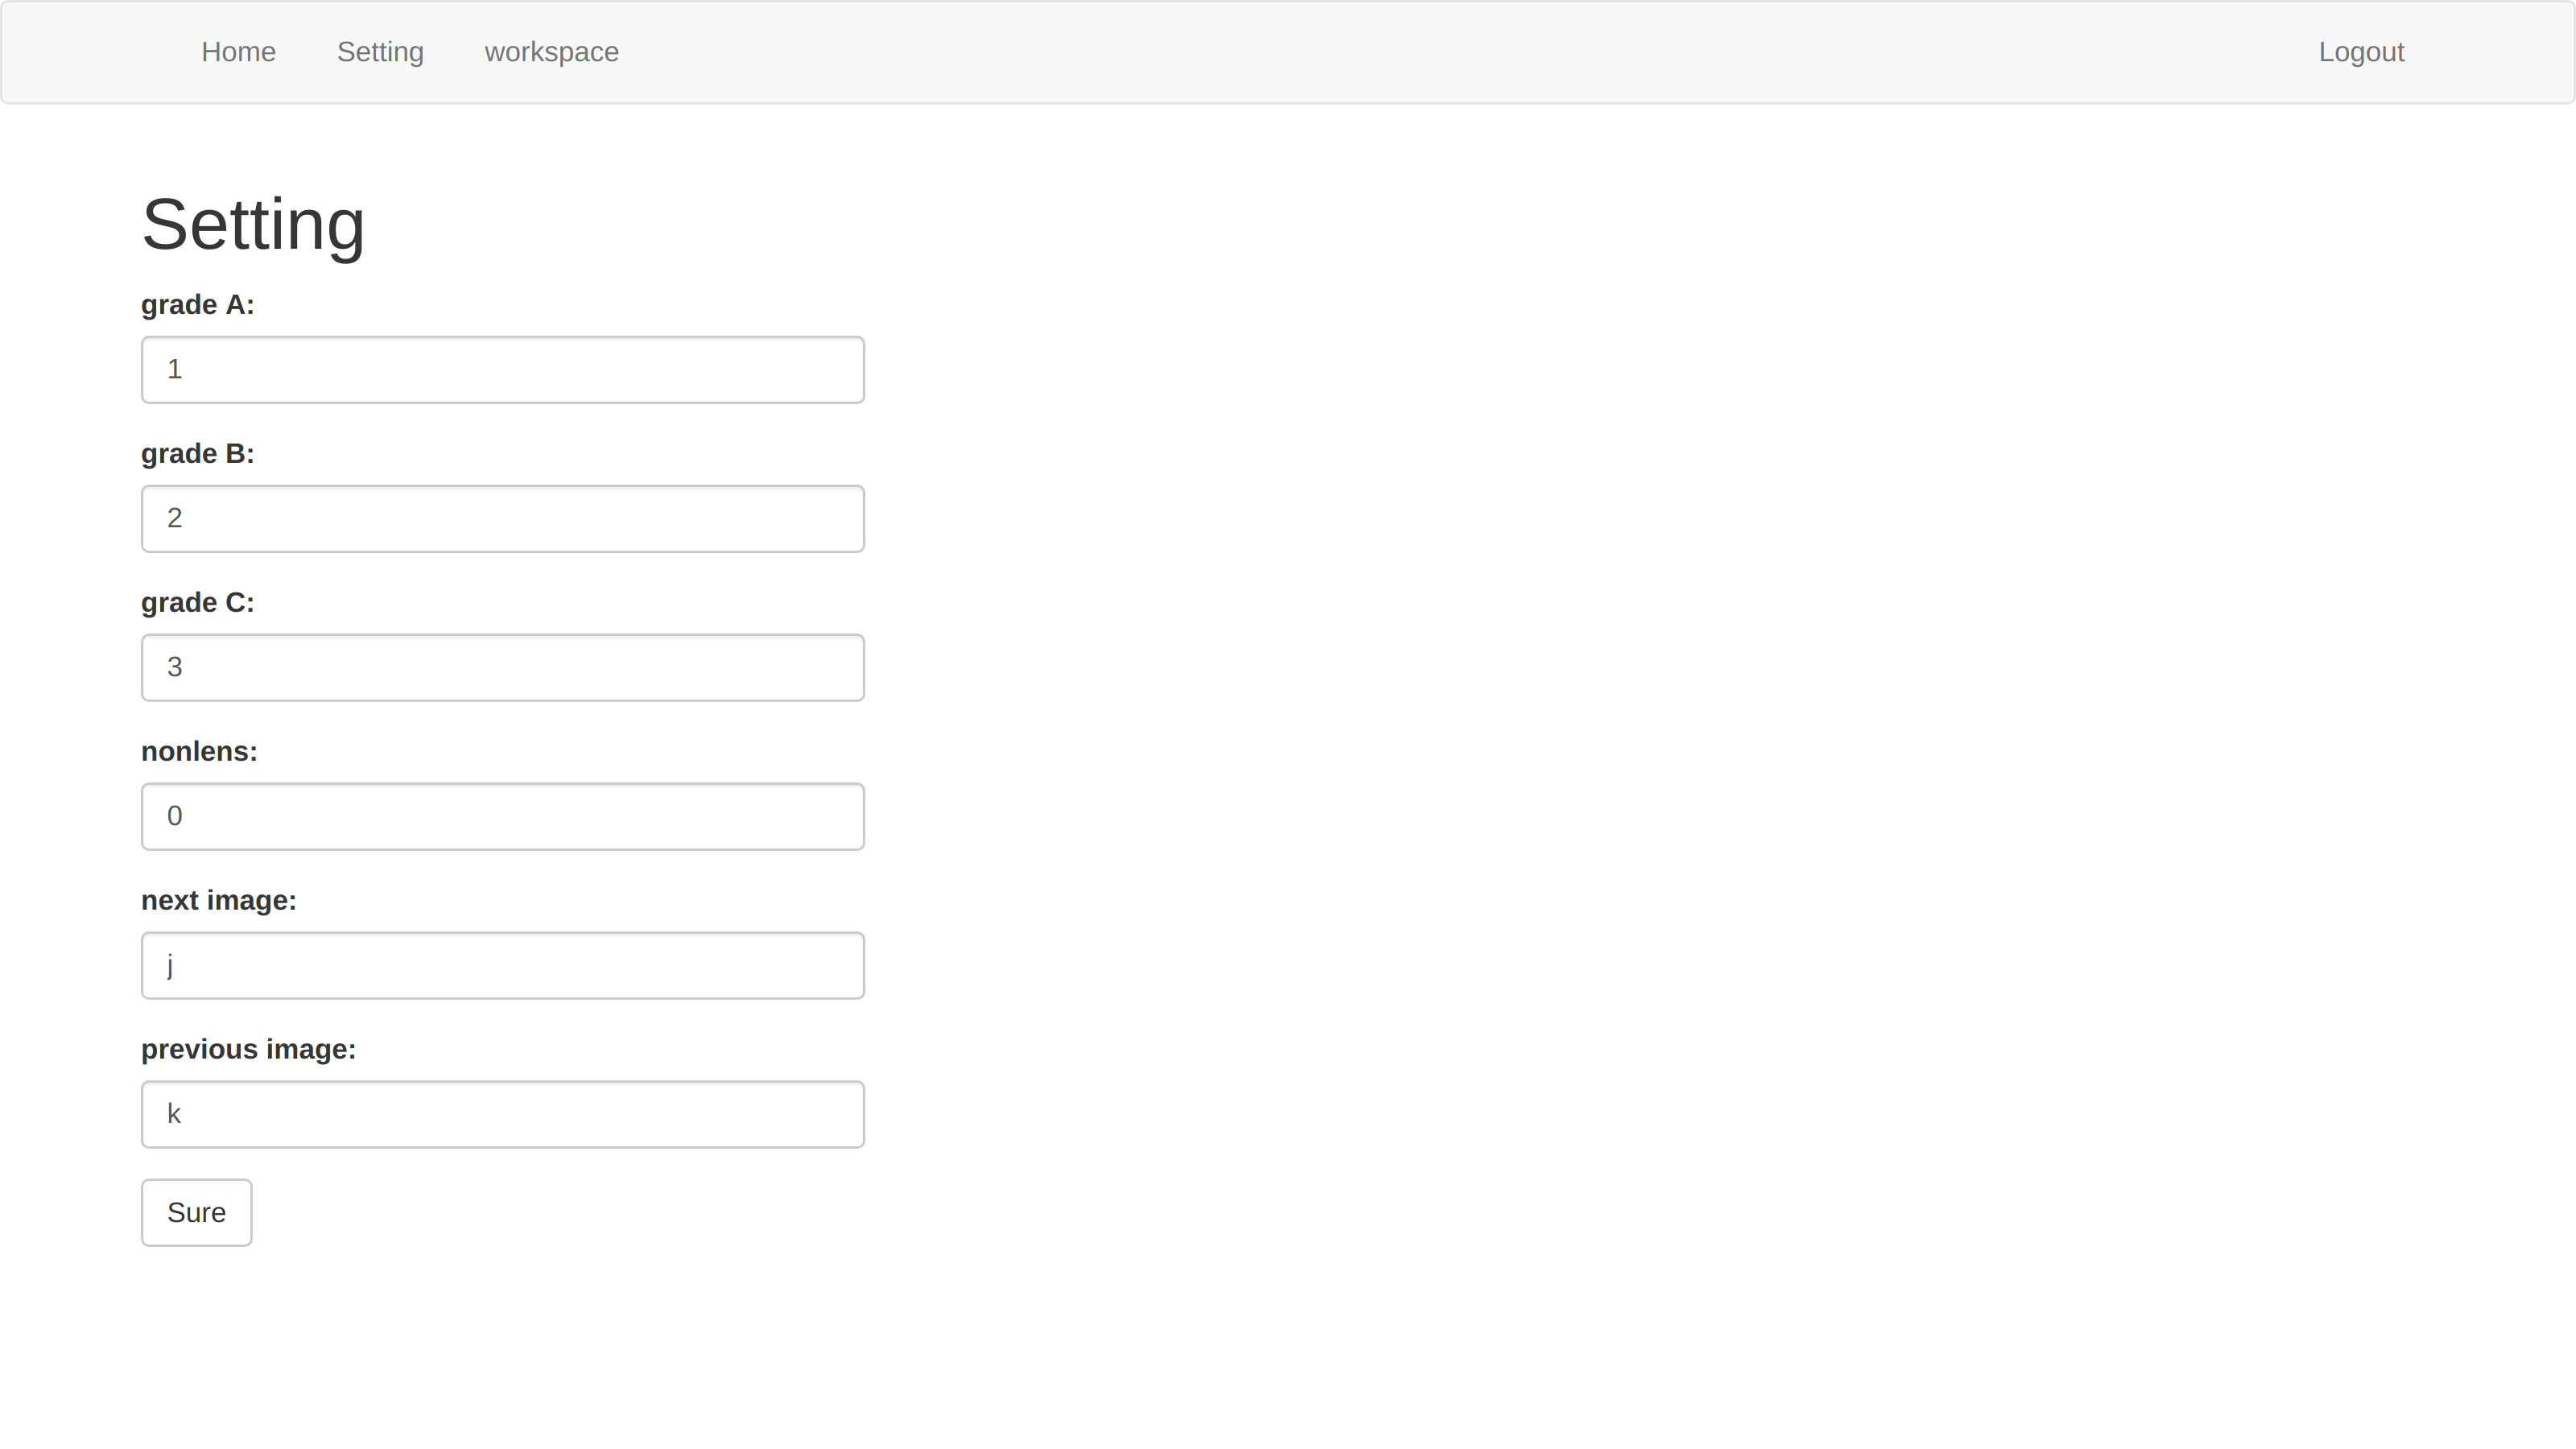 Home Setting workspace Logout
Setting
grade A:
1
grade B:
2
grade C:
3
nonlens:
0
next image:
j
previous image:
k
Sure